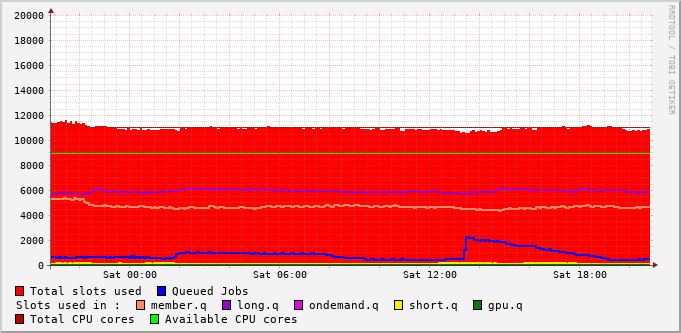 20000
18000
16000
14000
12000
10000
8000
6000
4000
2000
0
Sat 00:00 Sat 06:00 Sat 12:00 Sat 18:00
Total slots used Queued Jobs
Slots used in : member.q long.q ondemand.q short.q gpu.q
Total CPU cores Available CPU cores
RRDTOOL / TOBI OETIKER